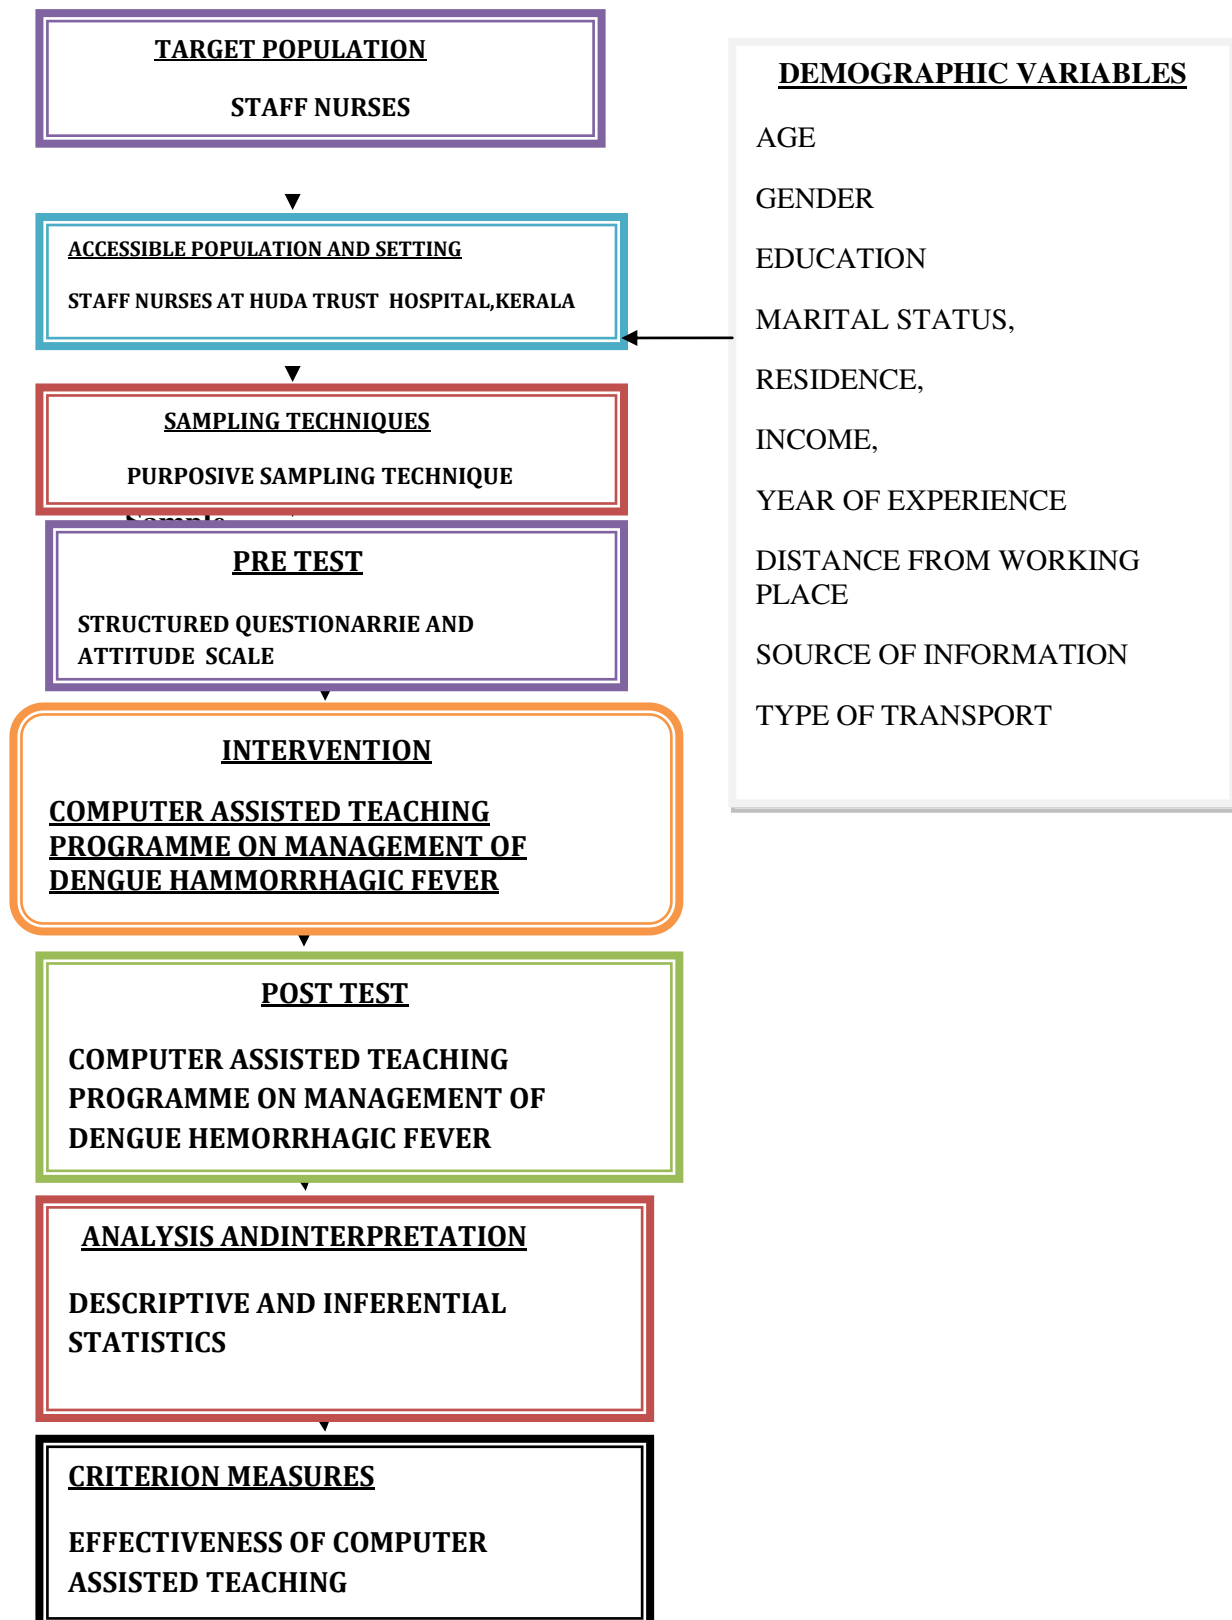 TARGET POPULATION
STAFF NURSES
ACCESSIBLE POPULATION AND SETTING
STAFF NURSES AT HUDA TRUST HOSPITAL,KERALA
SAMPLING TECHNIQUES
PURPOSIVE SAMPLING TECHNIQUE
PRE TEST
STRUCTURED QUESTIONARRIE AND
ATTITUDE SCALE
INTERVENTION
COMPUTER ASSISTED TEACHING
PROGRAMME ON MANAGEMENT OF
DENGUE HAMMORRHAGIC FEVER
POST TEST
COMPUTER ASSISTED TEACHING
PROGRAMME ON MANAGEMENT OF
DENGUE HEMORRHAGIC FEVER
ANALYSIS ANDINTERPRETATION
DESCRIPTIVE AND INFERENTIAL
STATISTICS
CRITERION MEASURES
EFFECTIVENESS OF COMPUTER
ASSISTED TEACHING
DEMOGRAPHIC VARIABLES
AGE
GENDER
EDUCATION
MARITAL STATUS,
RESIDENCE,
INCOME,
YEAR OF EXPERIENCE
DISTANCE FROM WORKING
PLACE
SOURCE OF INFORMATION
TYPE OF TRANSPORT